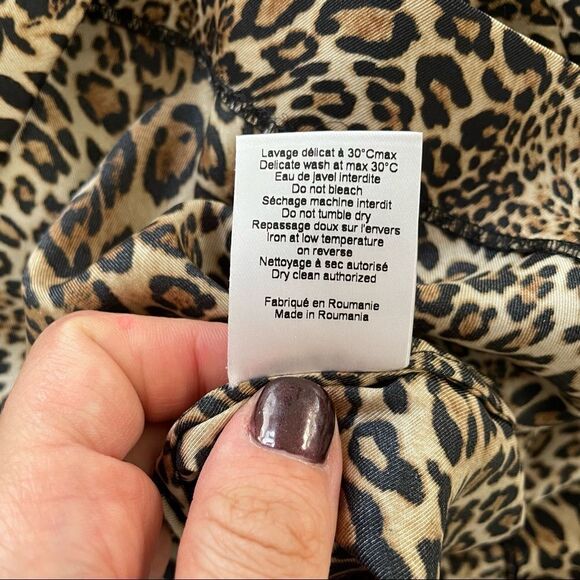 Lavage délicat à 30°Cmax
Delicate wash at max 30°C
Eau de javel interdite
Do not bleach
Séchage machine interdit
Do not tumble dry
Repassage doux sur l'envers
Iron at low temperature
on reverse
Nettoyage à sec autorisé
Dry clean authorized
Fabriqué en Roumanie
Made in Roumania